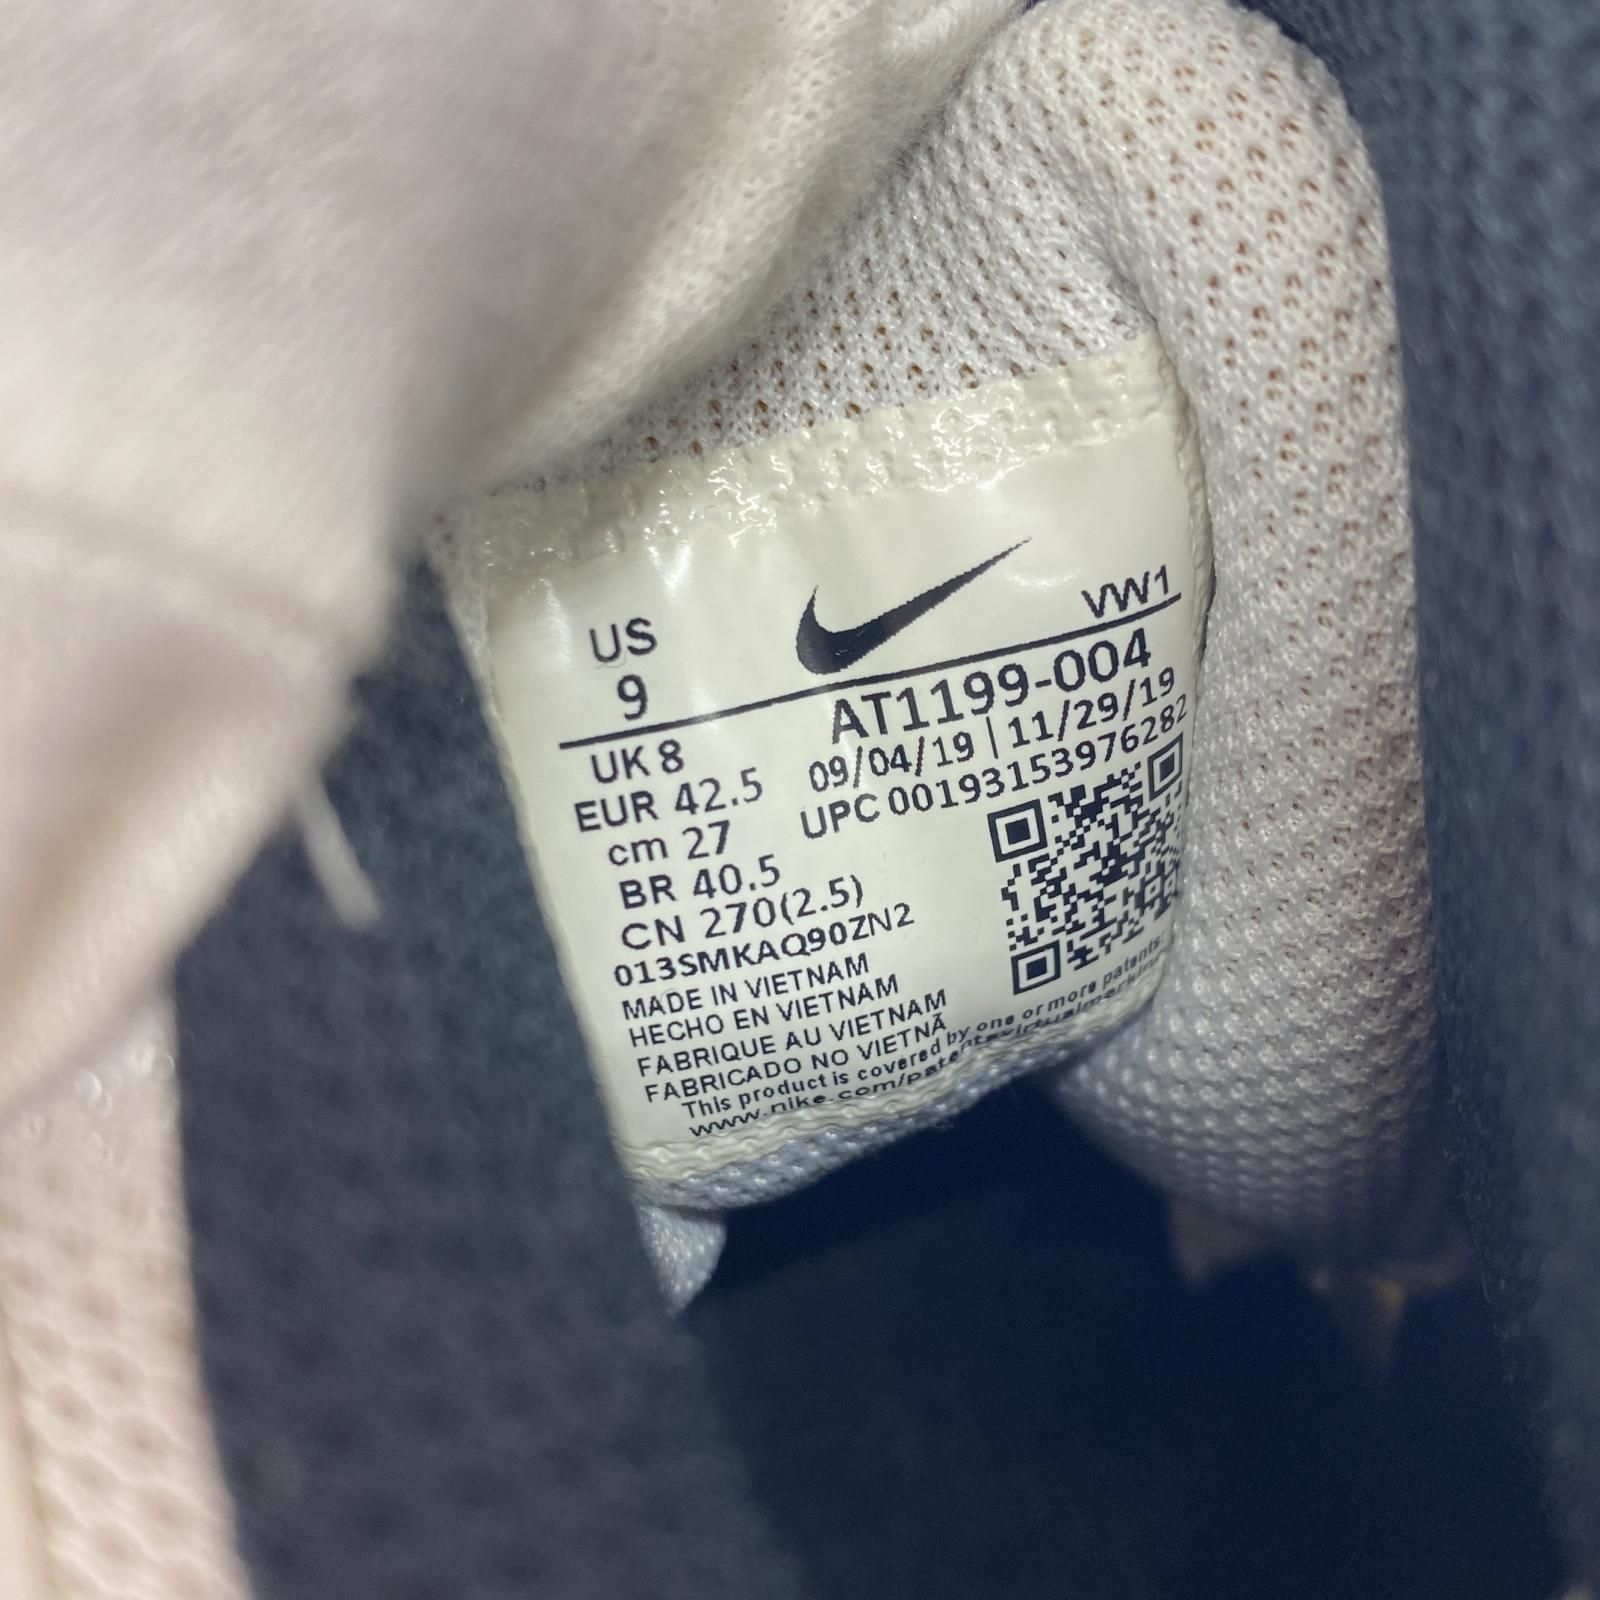 US
9
VW1
AT1199-004
09/04/19 | 11/29/19
UPC 00193153976282
UK 8
EUR 42.5
cm 27
BR 40.5
CN 270(2.5)
013SMKAQ90ZN2
MADE IN VIETNAM
HECHO EN VIETNAM
FABRIQUE AU VIETNAM
FABRICADO NO VIETNÃ
This product is covered by one or more patents.